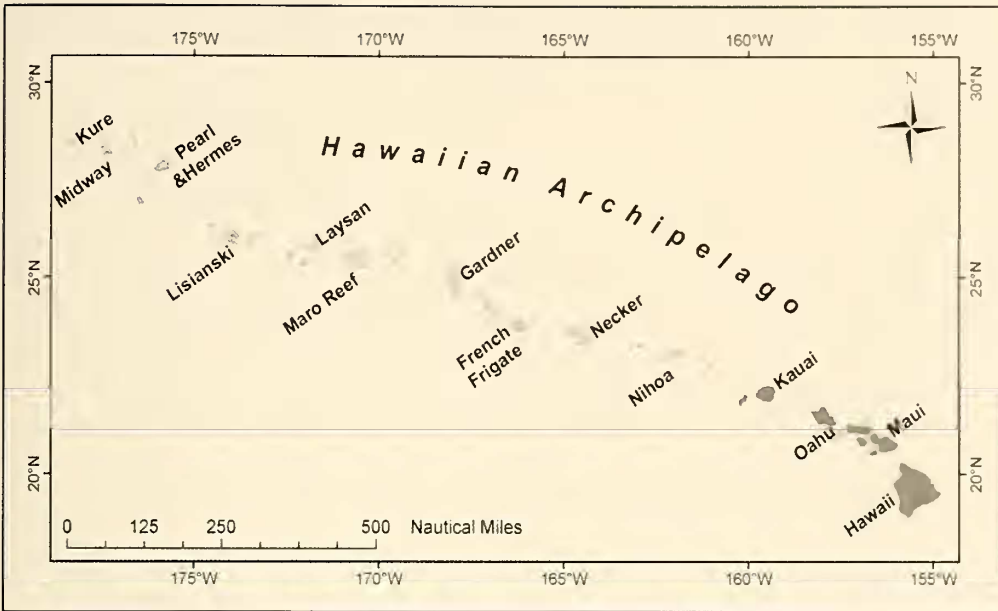 175°W 170°W 165°W 160°W 155°W
30°N
30°N
N
Hawaiian Archipelago
Kure
Midway
Pearl
&Hermes
Lisianski
Laysan
Maro Reef
Gardner
French
Frigate
Necker
Nihoa
Kauai
Oahu
Maui
Hawaii
25°N
25°N
20°N
20°N
0 125 250 500 Nautical Miles
175°W 170°W 165°W 160°W 155°W